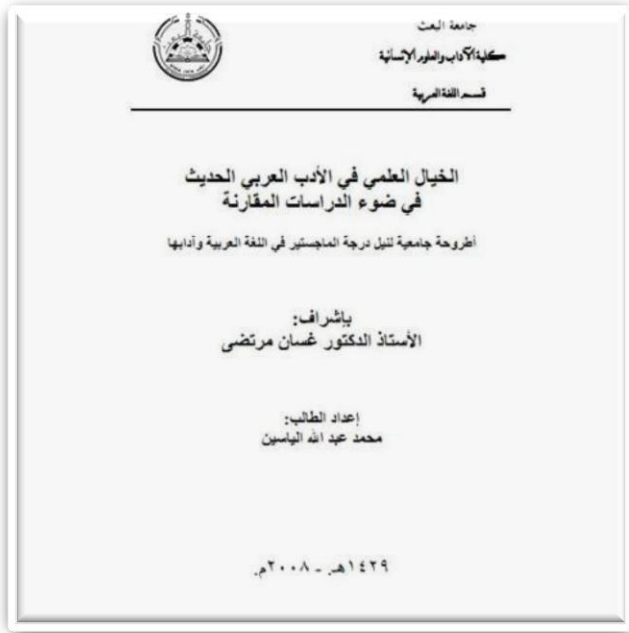 جامعة البعث
كلية الآداب والعلوم الإنسانية
قسم اللغة العربية
الخيال العلمي في الأدب العربي الحديث
في ضوء الدراسات المقارنة
أطروحة جامعية لنيل درجة الماجستير في اللغة العربية وآدابها
بإشراف:
الأستاذ الدكتور غسان مرتضى
إعداد الطالب:
محمد عبد الله الياسين
١٤٢٩هـ. - ٢٠٠٨م.